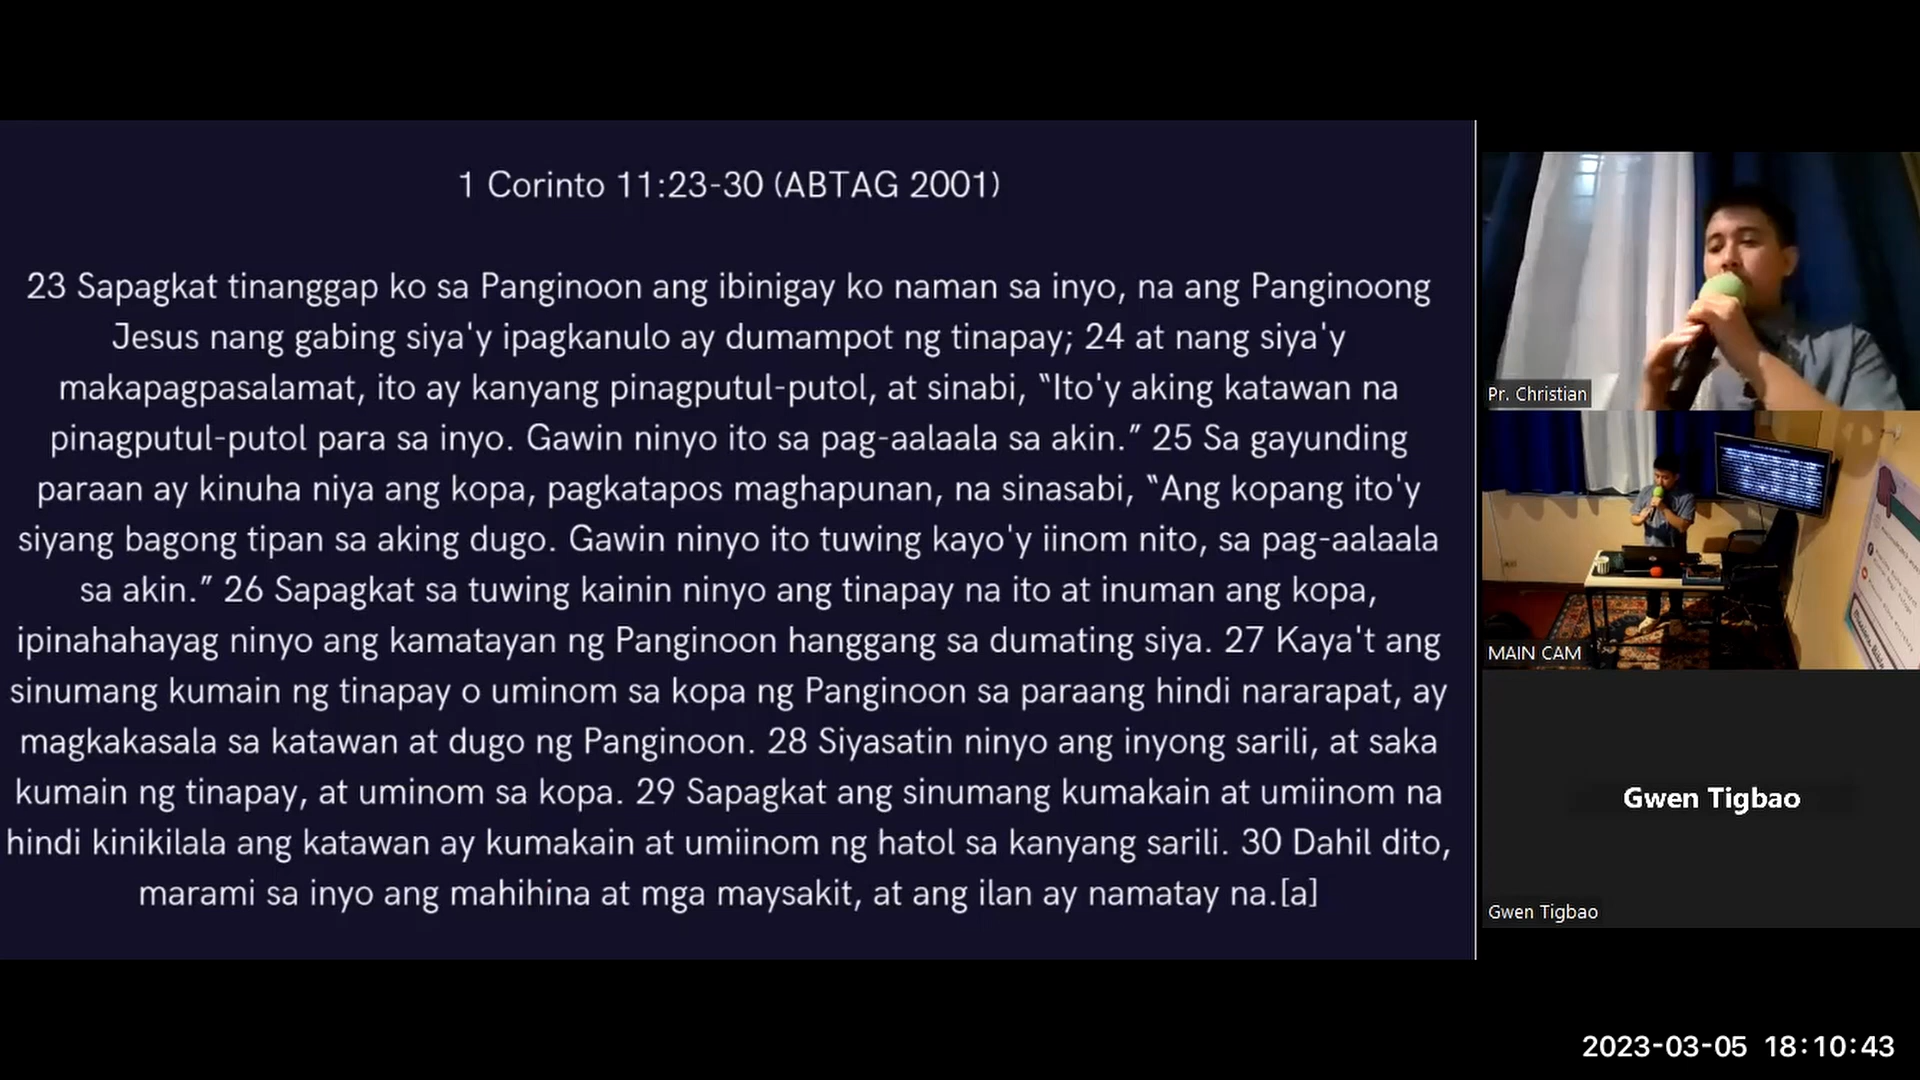 1 Corinto 11:23-30 (ABTAG 2001)
23 Sapagkat tinanggap ko sa Panginoon ang ibinigay ko naman sa inyo, na ang Panginoong
Jesus nang gabing siya'y ipagkanulo ay dumampot ng tinapay; 24 at nang siya'y
makapagpasalamat, ito ay kanyang pinagputul-putol, at sinabi, “Ito'y aking katawan na
pinagputul-putol para sa inyo. Gawin ninyo ito sa pag-aalaala sa akin.” 25 Sa gayunding
paraan ay kinuha niya ang kopa, pagkatapos maghapunan, na sinasabi, “Ang kopang ito'y
siyang bagong tipan sa aking dugo. Gawin ninyo ito tuwing kayo'y iinom nito, sa pag-aalaala
sa akin.” 26 Sapagkat sa tuwing kainin ninyo ang tinapay na ito at inuman ang kopa,
ipinahahayag ninyo ang kamatayan ng Panginoon hanggang sa dumating siya. 27 Kaya't ang
sinumang kumain ng tinapay o uminom sa kopa ng Panginoon sa paraang hindi nararapat, ay
magkakasala sa katawan at dugo ng Panginoon. 28 Siyasatin ninyo ang inyong sarili, at saka
kumain ng tinapay, at uminom sa kopa. 29 Sapagkat ang sinumang kumakain at umiinom na
hindi kinikilala ang katawan ay kumakain at umiinom ng hatol sa kanyang sarili. 30 Dahil dito,
marami sa inyo ang mahihina at mga maysakit, at ang ilan ay namatay na.[a]
Pr. Christian
MAIN CAM
Gwen Tigbao
Gwen Tigbao
2023-03-05 18:10:43